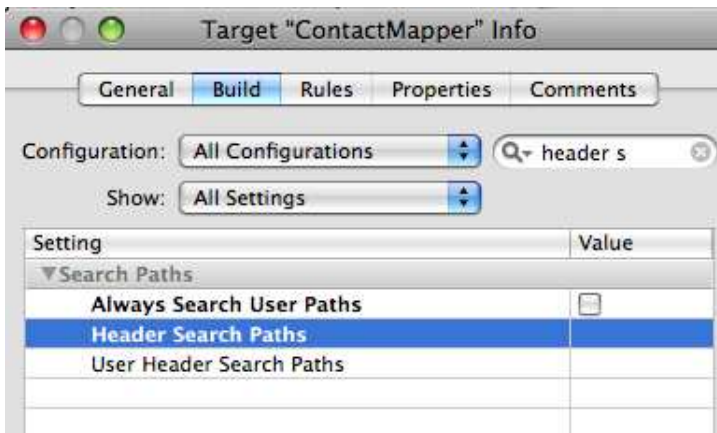 Target “ContactMapper” Info
General Build Rules Properties Comments
Configuration: All Configurations header s
Show: All Settings
Setting Value
Search Paths
Always Search User Paths
Header Search Paths
User Header Search Paths